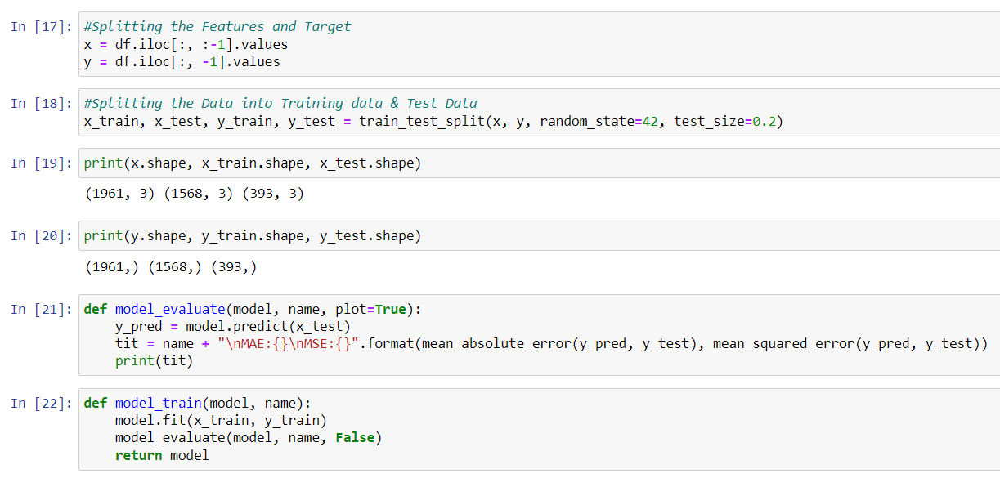 In [17]: #Splitting the Features and Target
x = df.iloc[:, :-1].values
y = df.iloc[:, -1].values
In [18]: #Splitting the Data into Training data & Test Data
x_train, x_test, y_train, y_test = train_test_split(x, y, random_state=42, test_size=0.2)
In [19]: print(x.shape, x_train.shape, x_test.shape)
(1961, 3) (1568, 3) (393, 3)
In [20]: print(y.shape, y_train.shape, y_test.shape)
(1961,) (1568,) (393,)
In [21]: def model_evaluate(model, name, plot=True):
    y_pred = model.predict(x_test)
    tit = name + "\nMAE:{}\nMSE:{}".format(mean_absolute_error(y_pred, y_test), mean_squared_error(y_pred, y_test))
    print(tit)
In [22]: def model_train(model, name):
    model.fit(x_train, y_train)
    model_evaluate(model, name, False)
    return model